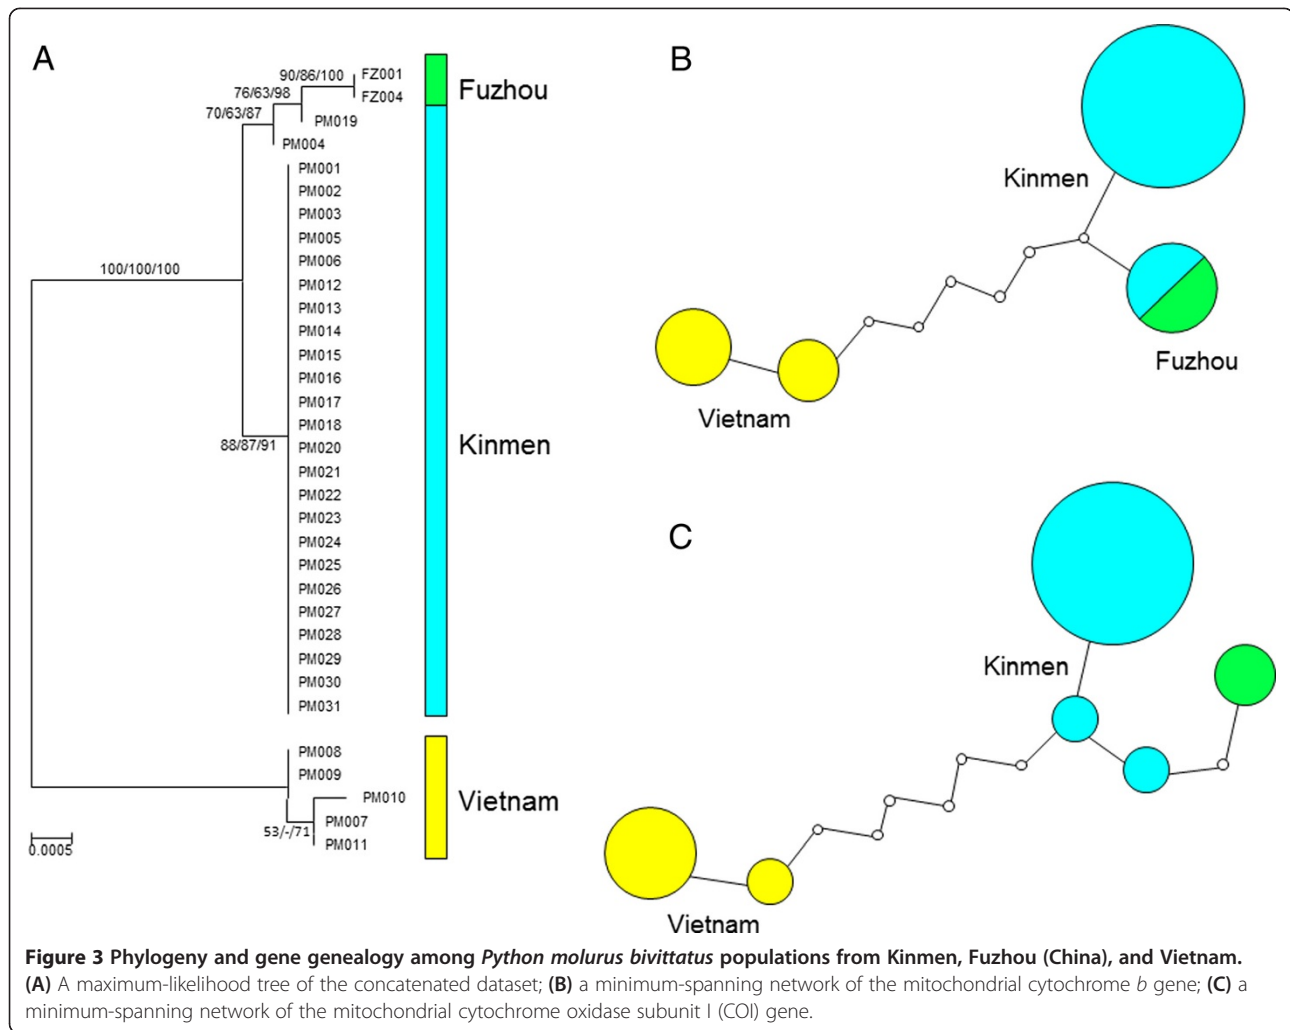 A
90/86/100
FZ001
76/63/98
FZ004
70/63/87
PM019
PM004
PM001
PM002
PM003
PM005
PM006
100/100/100
PM012
PM013
PM014
PM015
PM016
PM017
PM018
88/87/91
PM020
PM021
PM022
PM023
PM024
PM025
PM026
PM027
PM028
PM029
PM030
PM031
PM008
PM009
PM010
53/-/71
PM007
PM011
0.0005
Fuzhou
Kinmen
Vietnam
B
Kinmen
Fuzhou
Vietnam
C
Kinmen
Vietnam
Figure 3 Phylogeny and gene genealogy among Python molurus bivittatus populations from Kinmen, Fuzhou (China), and Vietnam.
(A) A maximum-likelihood tree of the concatenated dataset; (B) a minimum-spanning network of the mitochondrial cytochrome b gene; (C) a
minimum-spanning network of the mitochondrial cytochrome oxidase subunit I (COI) gene.